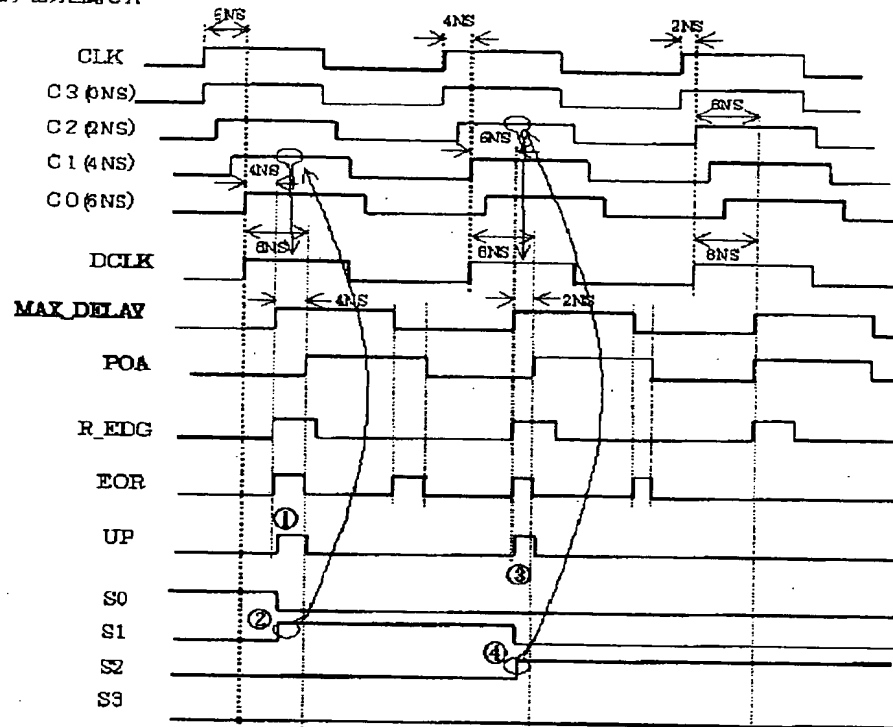 6NS 4NS 2NS
CLK
C3(0NS) 8NS
C2(2NS) 6NS
C1(4NS) 4NS
C0(6NS)
8NS 6NS 8NS
DCLK
4NS 2NS
MAX_DELAY
POA
R_EDG
EOR
① UP
③
S0
②
S1
④
S2
S3